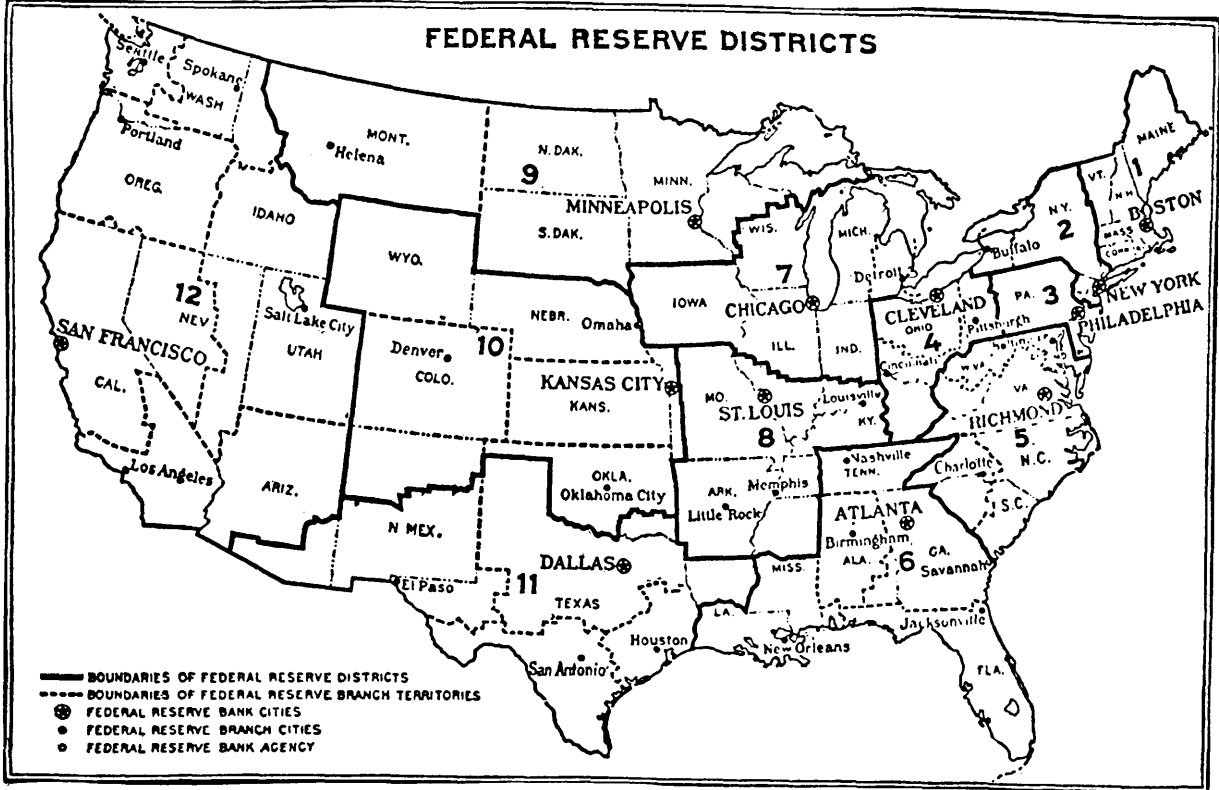 FEDERAL RESERVE DISTRICTS
Seattle
Spokane
WASH
Portland
OREG.
IDAHO
MONT.
Helena
N. DAK.
9
S. DAK.
MINN.
MINNEAPOLIS
WIS.
MICH.
7
Detroit
CHICAGO
IOWA
ILL.
IND.
WYO.
NEBR.
Omaha
10
Denver
COLO.
KANSAS CITY
KANS.
12
NEV
SAN FRANCISCO
CAL.
Salt Lake City
UTAH
Los Angeles
ARIZ.
N MEX.
El Paso
OKLA.
Oklahoma City
DALLAS
11
TEXAS
Houston
San Antonio
MO.
ST. LOUIS
8
Louisville
KY.
ARK.
Little Rock
Memphis
Nashville
TENN.
MISS.
LA.
New Orleans
ATLANTA
Birmingham
ALA.
6
GA.
Savannah
Jacksonville
FLA.
CLEVELAND
OHIO
4
Cincinnati
Pittsburgh
PA.
3
PHILADELPHIA
NEW YORK
N.Y.
2
Buffalo
MAINE
1
VT.
N.H.
BOSTON
MASS
CONN.
W.VA
VA
RICHMOND
5
N.C.
Charlotte
S.C.
BOUNDARIES OF FEDERAL RESERVE DISTRICTS
BOUNDARIES OF FEDERAL RESERVE BRANCH TERRITORIES
FEDERAL RESERVE BANK CITIES
FEDERAL RESERVE BRANCH CITIES
FEDERAL RESERVE BANK AGENCY